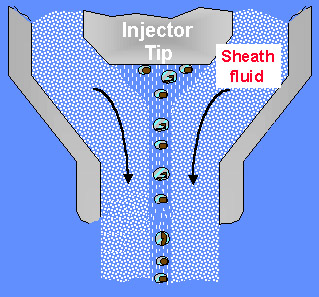 Injector
Tip
Sheath
fluid